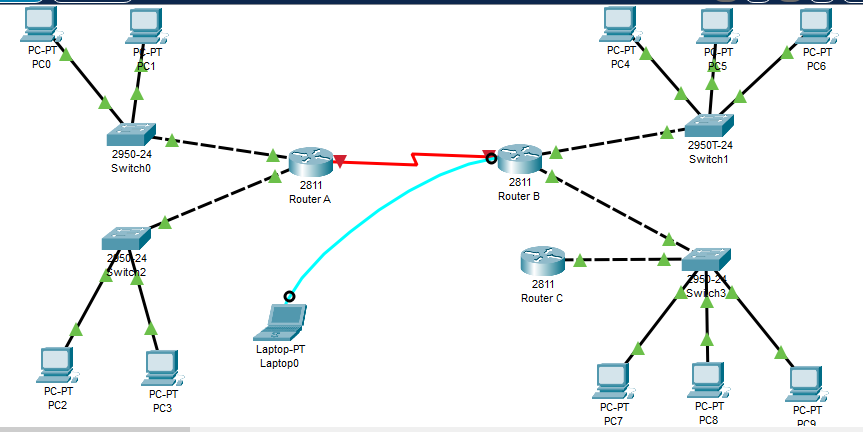 PC-PT
PC0
PC-PT
PC1
PC-PT
PC4
PC-PT
PC5
PC-PT
PC6
2950-24
Switch0
2811
Router A
2811
Router B
2950T-24
Switch1
2950-24
Switch2
2811
Router C
2950-24
Switch3
Laptop-PT
Laptop0
PC-PT
PC2
PC-PT
PC3
PC-PT
PC7
PC-PT
PC8
PC-PT
PC9